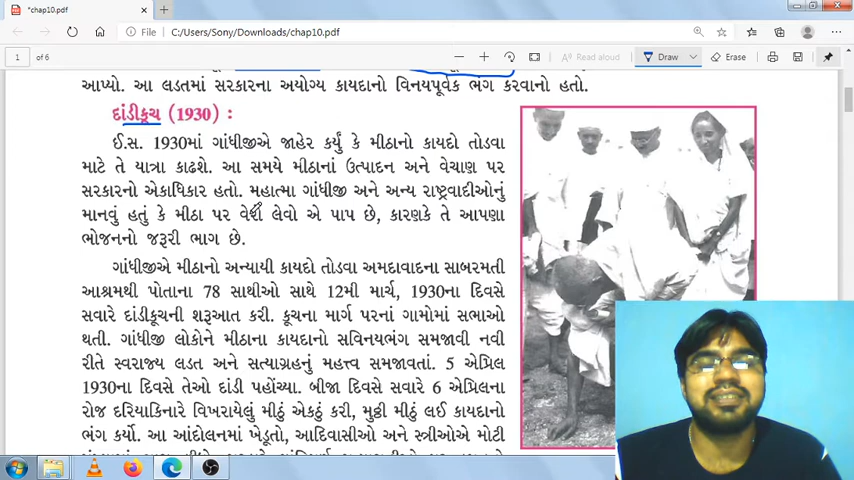 *chap10.pdf
File
C:/Users/Sony/Downloads/chap10.pdf
1
of 6
Read aloud
Draw
Erase
આપ્યો. આ લડતમાં સરકારના અયોગ્ય કાયદાનો વિનયપૂર્વક ભંગ કરવાનો હતો.
દાંડીકૂચ (1930) :
ઈ.સ. 1930માં ગાંધીજીએ જાહેર કર્યું કે મીઠાનો કાયદો તોડવા
માટે તે યાત્રા કાઢશે. આ સમયે મીઠાનાં ઉત્પાદન અને વેચાણ પર
સરકારનો એકાધિકાર હતો. મહાત્મા ગાંધીજી અને અન્ય રાષ્ટ્રવાદીઓનું
માનવું હતું કે મીઠા પર વેરો લેવો એ પાપ છે, કારણકે તે આપણા
ભોજનનો જરૂરી ભાગ છે.
ગાંધીજીએ મીઠાનો અન્યાયી કાયદો તોડવા અમદાવાદના સાબરમતી
આશ્રમથી પોતાના 78 સાથીઓ સાથે 12મી માર્ચ, 1930ના દિવસે
સવારે દાંડીકૂચની શરૂઆત કરી. કૂચના માર્ગ પરનાં ગામોમાં સભાઓ
થતી. ગાંધીજી લોકોને મીઠાના કાયદાનો સવિનયભંગ સમજાવી નવી
રીતે સ્વરાજ્ય લડત અને સત્યાગ્રહનું મહત્ત્વ સમજાવતાં. 5 એપ્રિલ
1930ના દિવસે તેઓ દાંડી પહોંચ્યા. બીજા દિવસે સવારે 6 એપ્રિલના
રોજ દરિયાકિનારે વિખરાયેલું મીઠું એકઠું કરી, મુઠ્ઠી મીઠું લઈ કાયદાનો
ભંગ કર્યો. આ આંદોલનમાં ખેડૂતો, આદિવાસીઓ અને સ્ત્રીઓએ મોટી